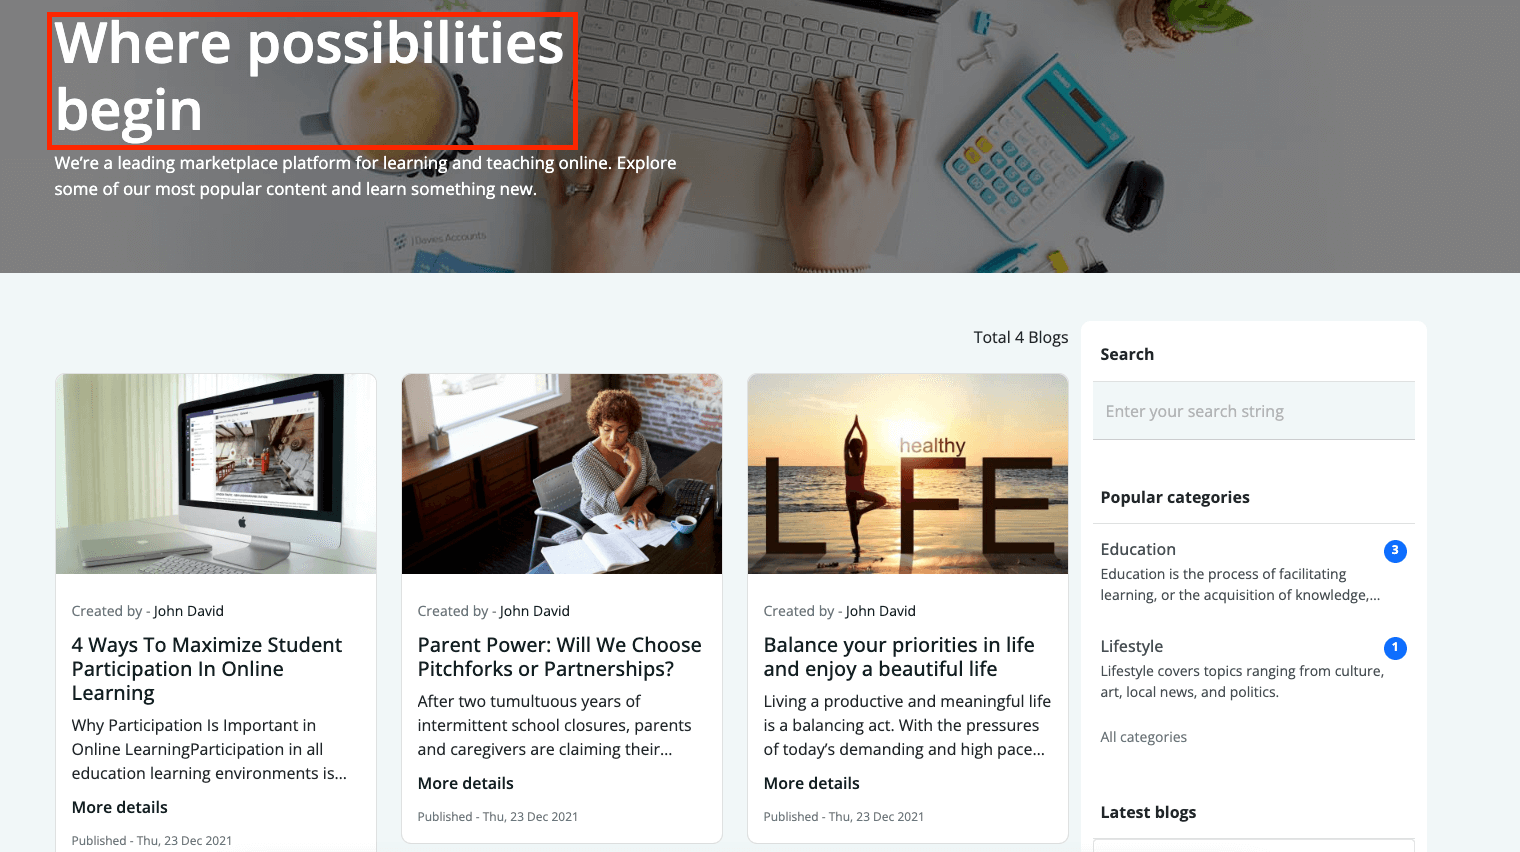 Where possibilities
begin
We’re a leading marketplace platform for learning and teaching online. Explore
some of our most popular content and learn something new.
J Davies Accounts
Total 4 Blogs
healthy
LIFE
Created by - John David
4 Ways To Maximize Student
Participation In Online
Learning
Why Participation Is Important in
Online LearningParticipation in all
education learning environments is...
More details
Published - Thu, 23 Dec 2021
Created by - John David
Parent Power: Will We Choose
Pitchforks or Partnerships?
After two tumultuous years of
intermittent school closures, parents
and caregivers are claiming their...
More details
Published - Thu, 23 Dec 2021
Created by - John David
Balance your priorities in life
and enjoy a beautiful life
Living a productive and meaningful life
is a balancing act. With the pressures
of today’s demanding and high pace...
More details
Published - Thu, 23 Dec 2021
Search
Enter your search string
Popular categories
Education
3
Education is the process of facilitating
learning, or the acquisition of knowledge,...
Lifestyle
1
Lifestyle covers topics ranging from culture,
art, local news, and politics.
All categories
Latest blogs